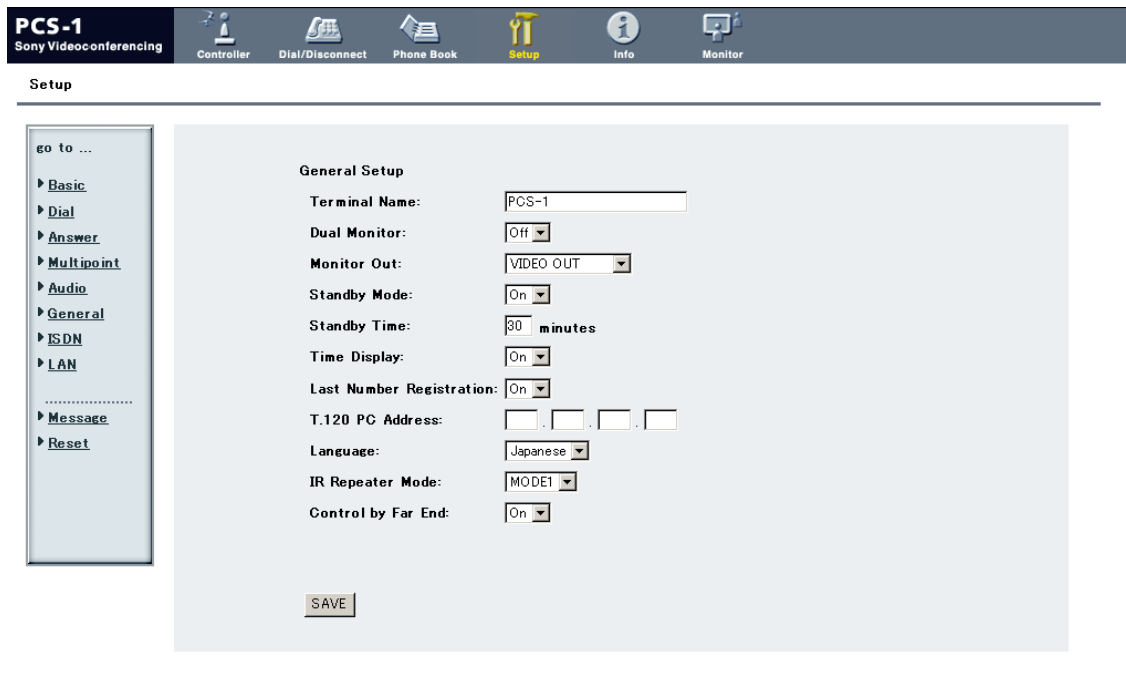 PCS-1
Sony Videoconferencing
Controller
Dial/Disconnect
Phone Book
Setup
Info
Monitor
Setup
go to ...
Basic
Dial
Answer
Multipoint
Audio
General
ISDN
LAN
Message
Reset
General Setup
Terminal Name: PCS-1
Dual Monitor: Off
Monitor Out: VIDEO OUT
Standby Mode: On
Standby Time: 30 minutes
Time Display: On
Last Number Registration: On
T.120 PC Address: . . .
Language: Japanese
IR Repeater Mode: MODE1
Control by Far End: On
SAVE